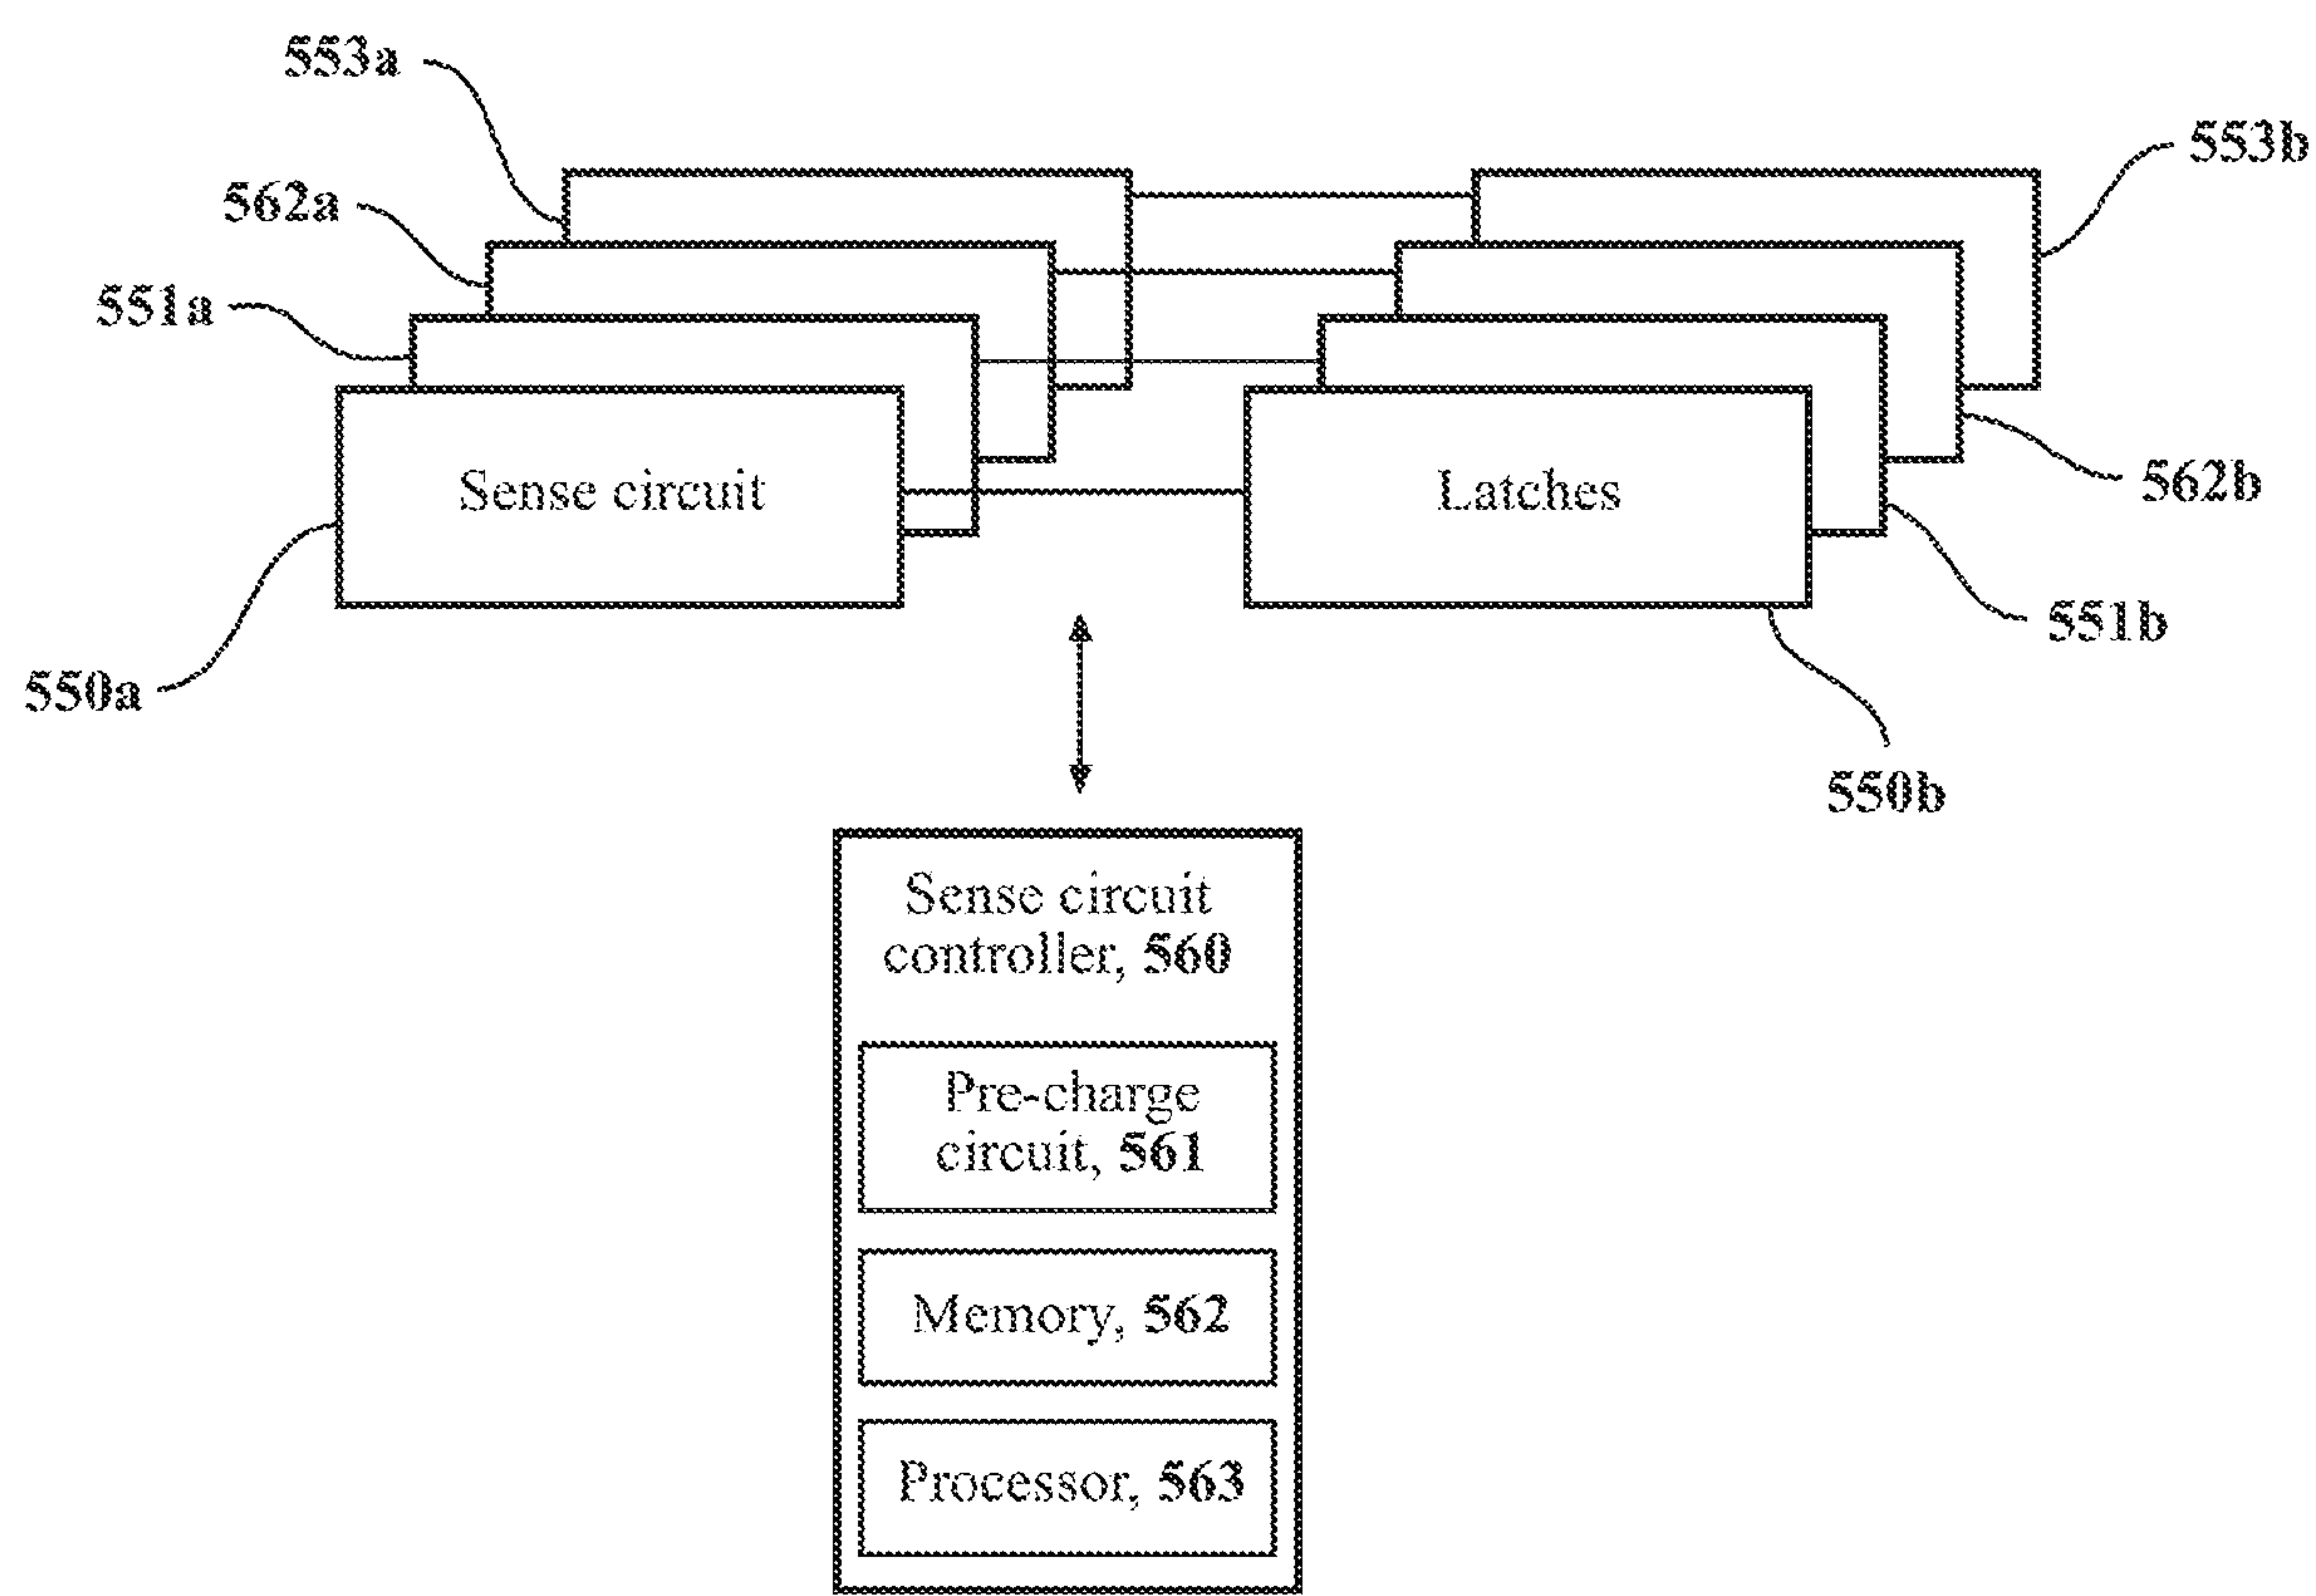 553a
553b
562a
551a
Sense circuit
Latches
562b
551b
550a
550b
Sense circuit
controller, 560
Pre-charge
circuit, 561
Memory, 562
Processor, 563